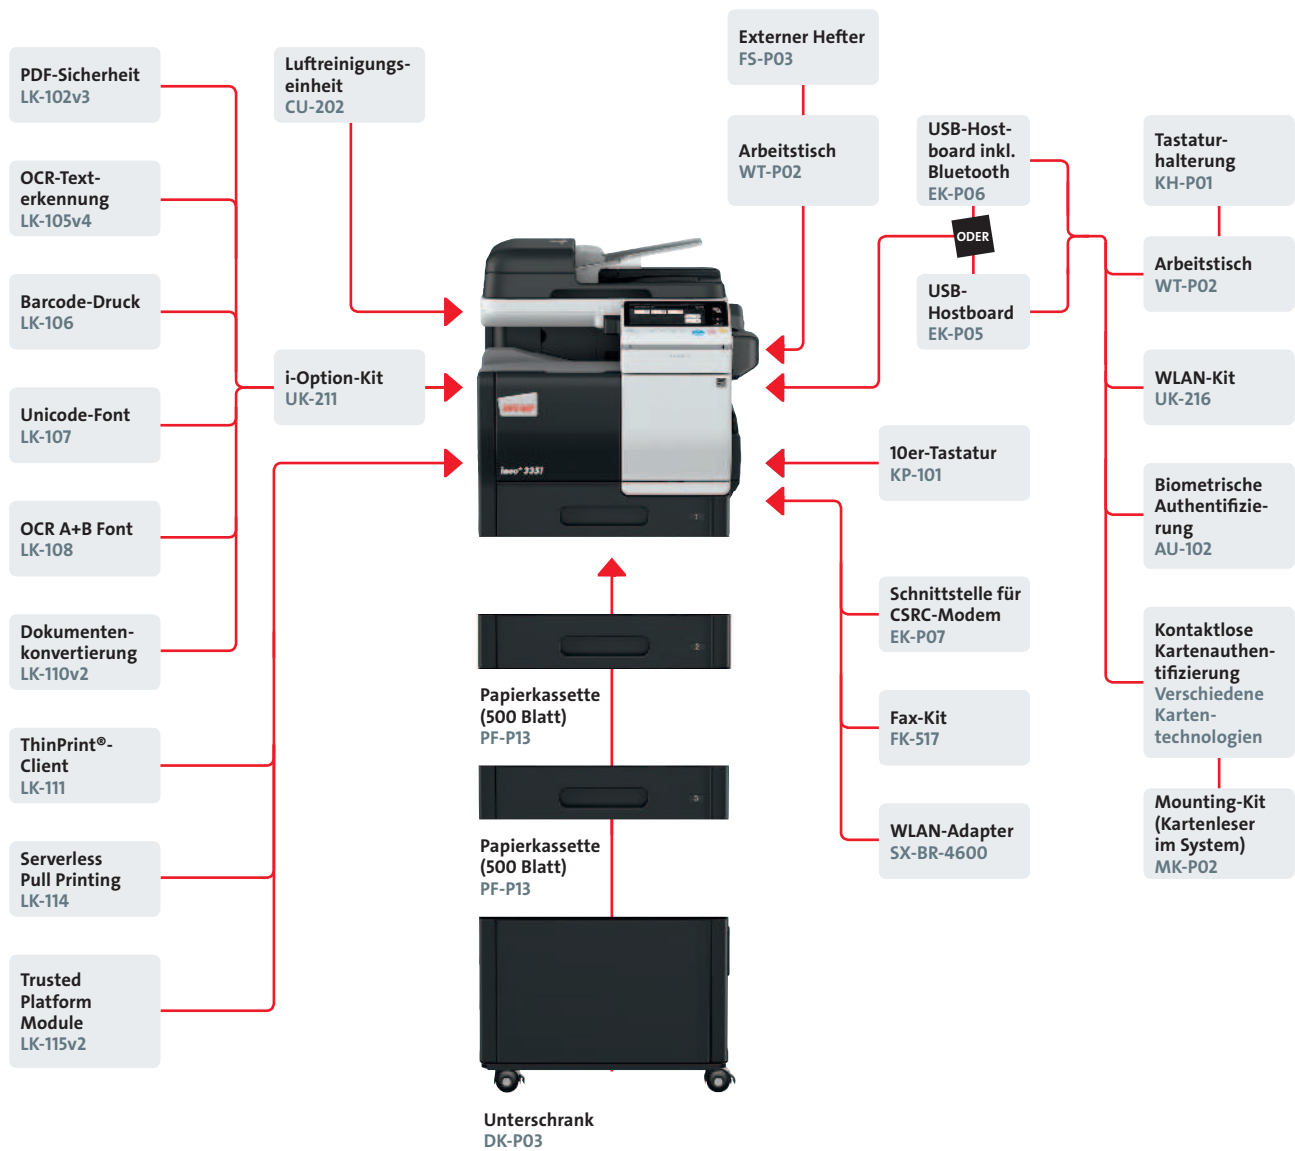 PDF-Sicherheit
LK-102v3
OCR-Text-
erkennung
LK-105v4
Barcode-Druck
LK-106
Unicode-Font
LK-107
OCR A+B Font
LK-108
Dokumenten-
konvertierung
LK-110v2
ThinPrint®-
Client
LK-111
Serverless
Pull Printing
LK-114
Trusted
Platform
Module
LK-115v2
Luftreinigungs-
einheit
CU-202
i-Option-Kit
UK-211
ineo+ 3351
1
2
Papierkassette
(500 Blatt)
PF-P13
3
Papierkassette
(500 Blatt)
PF-P13
Unterschrank
DK-P03
Externer Hefter
FS-P03
Arbeitstisch
WT-P02
USB-Host-
board inkl.
Bluetooth
EK-P06
ODER
USB-
Hostboard
EK-P05
10er-Tastatur
KP-101
Schnittstelle für
CSRC-Modem
EK-P07
Fax-Kit
FK-517
WLAN-Adapter
SX-BR-4600
Tastatur-
halterung
KH-P01
Arbeitstisch
WT-P02
WLAN-Kit
UK-216
Biometrische
Authentifizie-
rung
AU-102
Kontaktlose
Kartenauthen-
tifizierung
Verschiedene
Karten-
technologien
Mounting-Kit
(Kartenleser
im System)
MK-P02